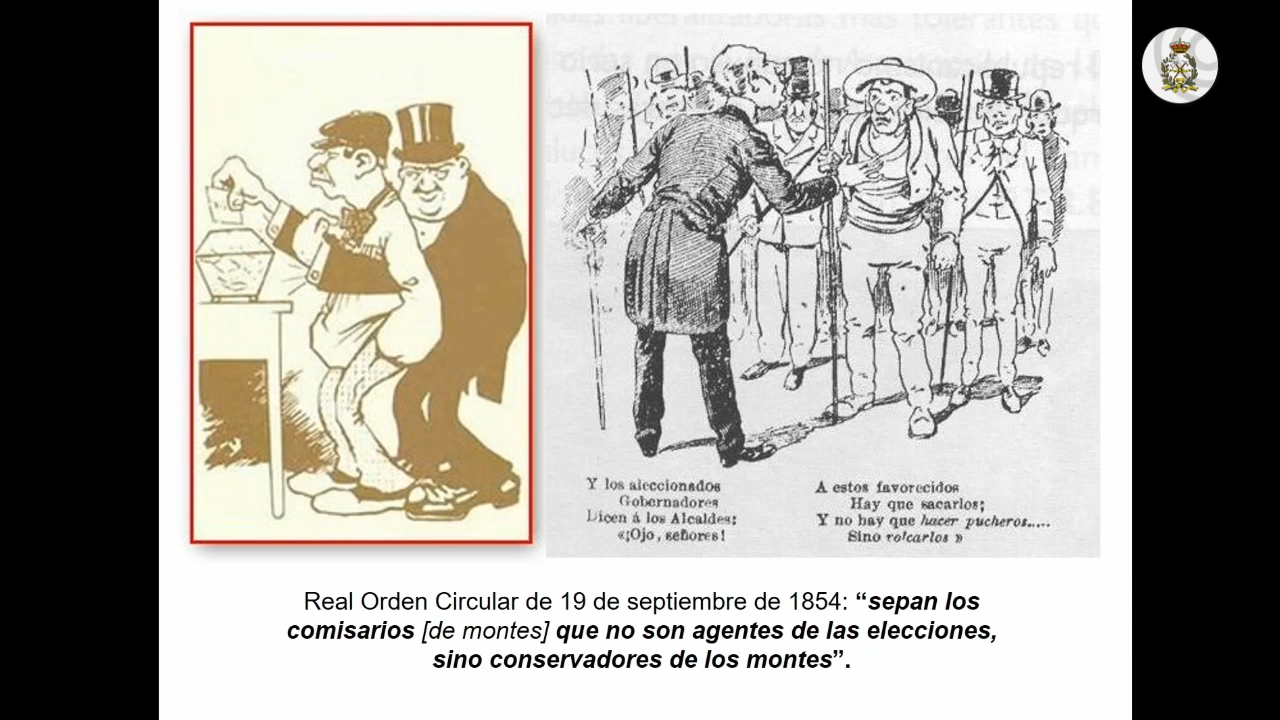 Y los aleccionados
Gobernadores
Dicen á los Alcaldes:
«¡Ojo, señores!
A estos favorecidos
Hay que sacarlos;
Y no hay que hacer pucheros.....
Sino volcarlos »
Real Orden Circular de 19 de septiembre de 1854: “sepan los
comisarios [de montes] que no son agentes de las elecciones,
sino conservadores de los montes”.